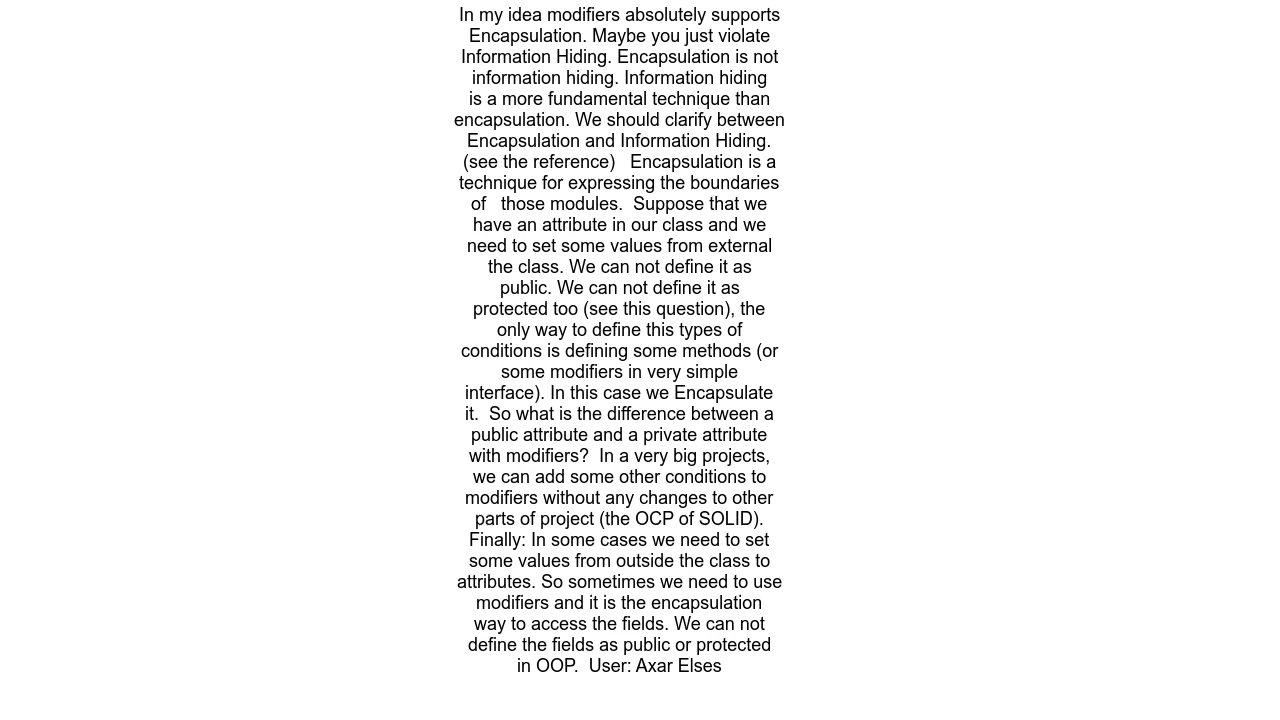 In my idea modifiers absolutely supports
Encapsulation. Maybe you just violate
Information Hiding. Encapsulation is not
information hiding. Information hiding
is a more fundamental technique than
encapsulation. We should clarify between
Encapsulation and Information Hiding.
(see the reference)   Encapsulation is a
technique for expressing the boundaries
of   those modules.  Suppose that we
have an attribute in our class and we
need to set some values from external
the class. We can not define it as
public. We can not define it as
protected too (see this question), the
only way to define this types of
conditions is defining some methods (or
some modifiers in very simple
interface). In this case we Encapsulate
it.  So what is the difference between a
public attribute and a private attribute
with modifiers?  In a very big projects,
we can add some other conditions to
modifiers without any changes to other
parts of project (the OCP of SOLID).
Finally: In some cases we need to set
some values from outside the class to
attributes. So sometimes we need to use
modifiers and it is the encapsulation
way to access the fields. We can not
define the fields as public or protected
in OOP.  User: Axar Elses